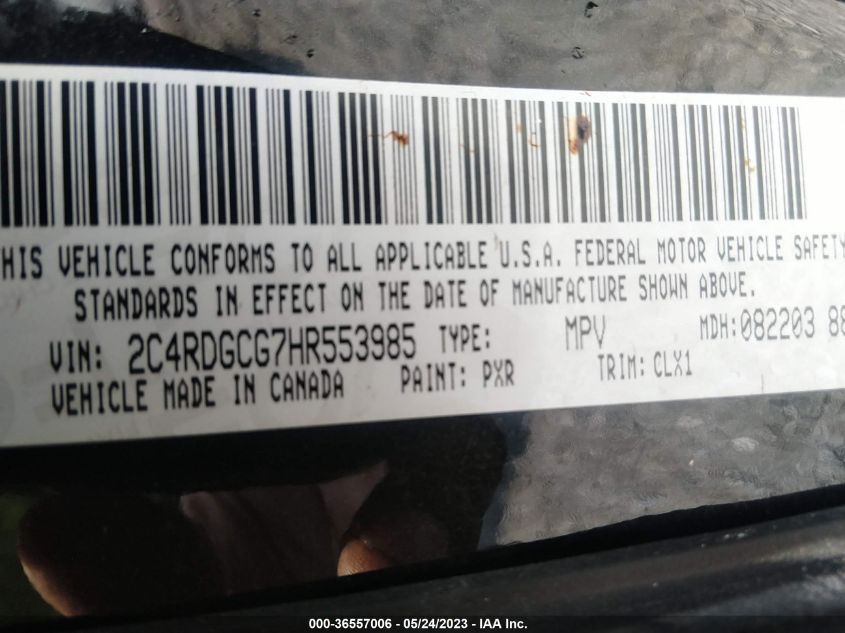 HIS VEHICLE CONFORMS TO ALL APPLICABLE U.S.A. FEDERAL MOTOR VEHICLE SAFETY
STANDARDS IN EFFECT ON THE DATE OF MANUFACTURE SHOWN ABOVE.
VIN: 2C4RDGCG7HR553985 TYPE: MPV MDH:082203 88
VEHICLE MADE IN CANADA PAINT: PXR TRIM: CLX1
000-36557006 - 05/24/2023 - IAA Inc.